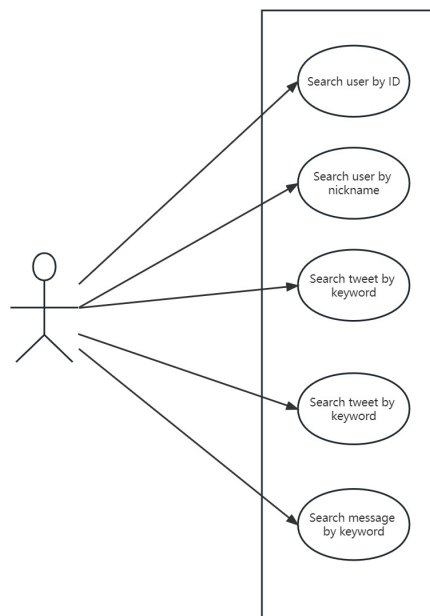 Search user by ID
Search user by
nickname
Search tweet by
keyword
Search tweet by
keyword
Search message
by keyword